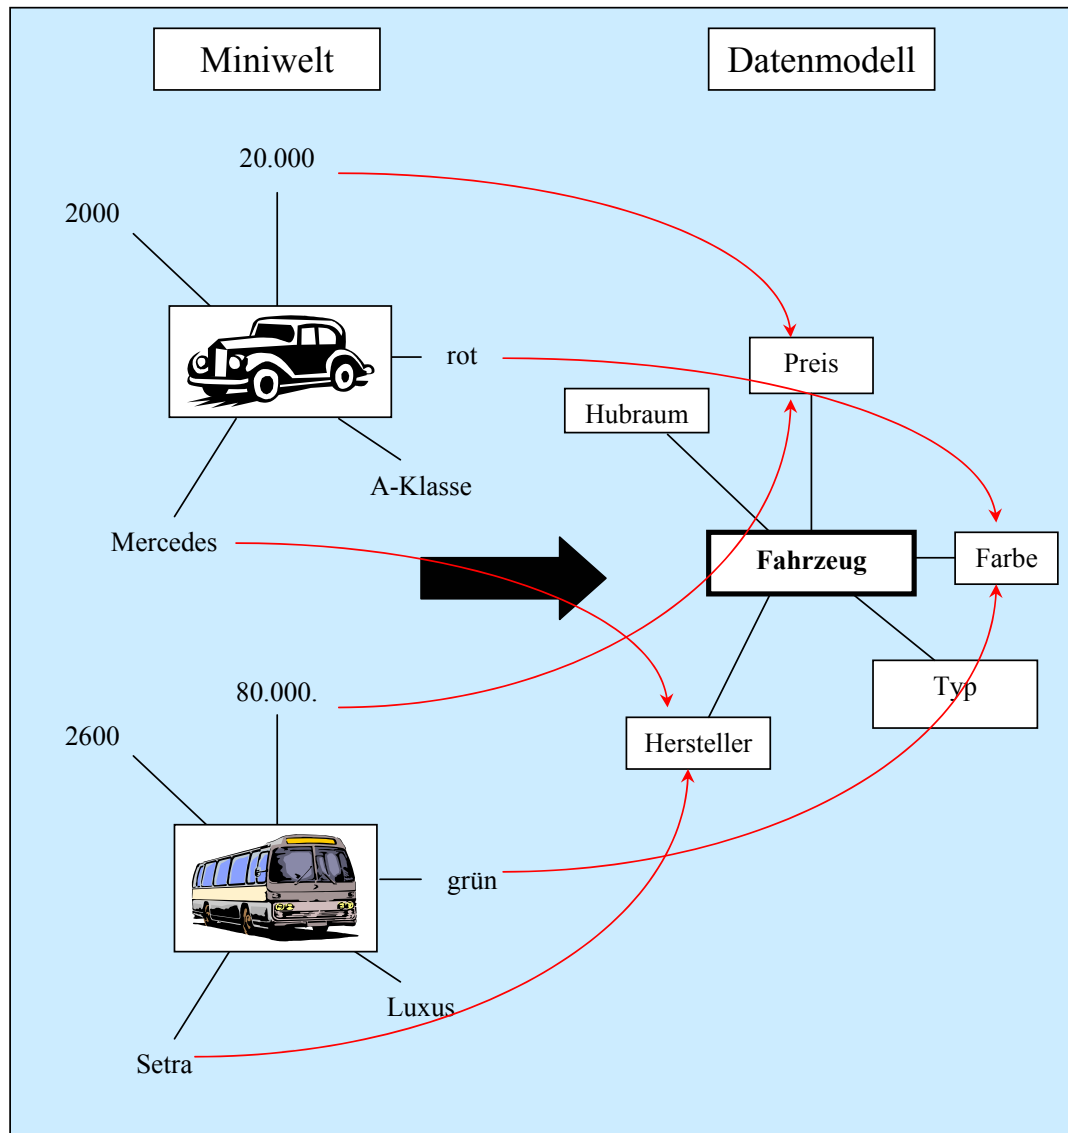 Miniwelt
Datenmodell
20.000
2000
rot
A-Klasse
Mercedes
80.000.
2600
grün
Luxus
Setra
Preis
Hubraum
Fahrzeug
Farbe
Typ
Hersteller